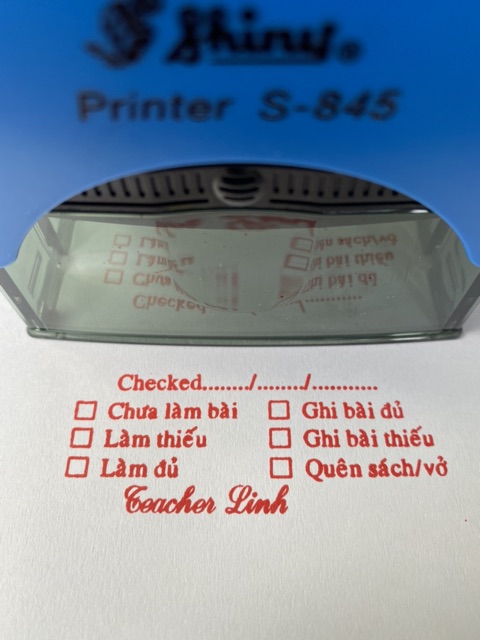 Shiny®
Printer S-845
Checked......../......../...........
☐ Chưa làm bài ☐ Ghi bài đủ
☐ Làm thiếu ☐ Ghi bài thiếu
☐ Làm đủ ☐ Quên sách/vở
Teacher Linh